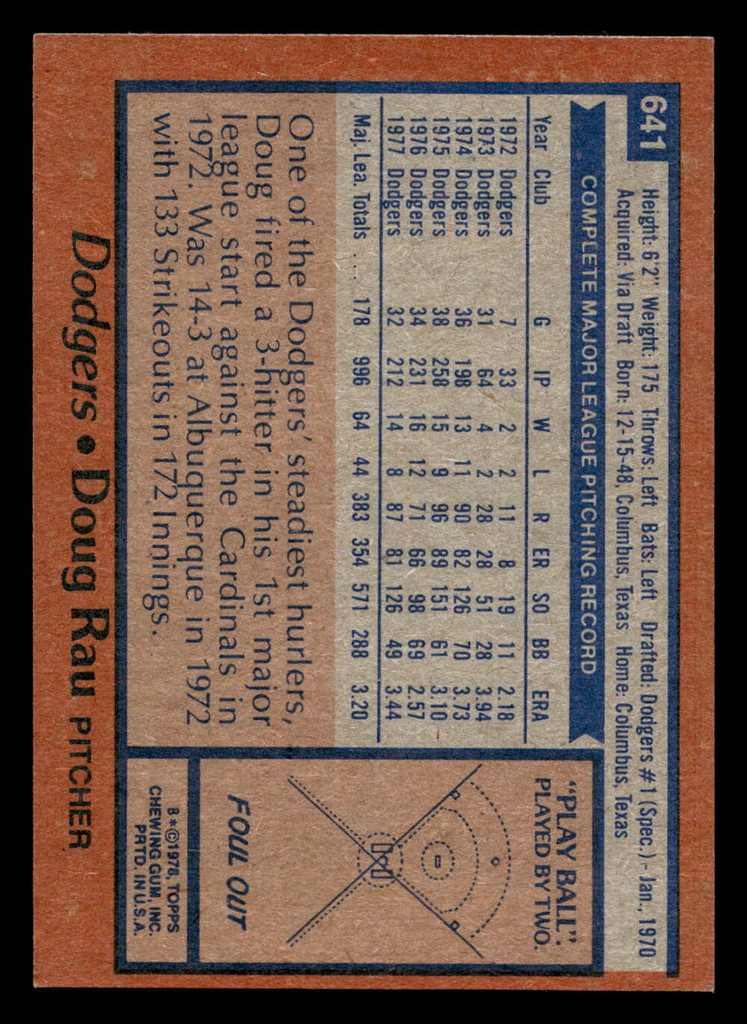 641
Height: 6'2" Weight: 175 Throws: Left Bats: Left Drafted: Dodgers #1 (Spec.) - Jan., 1970
Acquired: Via Draft Born: 12-15-48, Columbus, Texas Home: Columbus, Texas
COMPLETE MAJOR LEAGUE PITCHING RECORD
Year Club G IP W L R ER SO BB ERA
1972 Dodgers 7 33 2 2 11 8 19 11 2.18
1973 Dodgers 31 64 4 2 28 28 51 28 3.94
1974 Dodgers 36 198 13 11 90 82 126 70 3.73
1975 Dodgers 38 258 15 9 96 89 151 61 3.10
1976 Dodgers 34 231 16 12 71 66 98 69 2.57
1977 Dodgers 32 212 14 8 87 81 126 49 3.44
Maj. Lea. Totals .... 178 996 64 44 383 354 571 288 3.20
One of the Dodgers' steadiest hurlers,
Doug fired a 3-hitter in his 1st major
league start against the Cardinals in
1972. Was 14-3 at Albuquerque in 1972
with 133 Strikeouts in 172 Innings.
"PLAY BALL".
PLAYED BY TWO.
FOUL OUT
B*©1978, TOPPS
CHEWING GUM, INC.
PRTD. IN U.S.A.
Dodgers • Doug Rau PITCHER